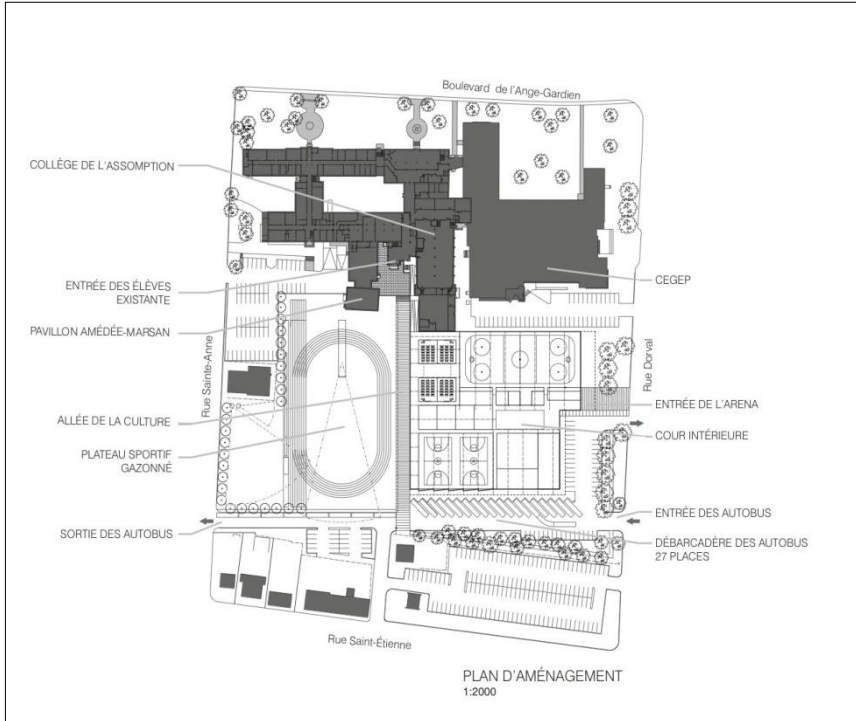 Boulevard de l'Ange-Gardien
COLLÈGE DE L'ASSOMPTION
ENTRÉE DES ÉLÈVES
EXISTANTE
PAVILLON AMÉDÉE-MARSAN
Rue Sainte-Anne
ALLÉE DE LA CULTURE
PLATEAU SPORTIF
GAZONNÉ
SORTIE DES AUTOBUS
CEGEP
Rue Dorval
ENTRÉE DE L'ARENA
COUR INTÉRIEURE
ENTRÉE DES AUTOBUS
DÉBARCADÈRE DES AUTOBUS
27 PLACES
Rue Saint-Étienne
PLAN D'AMÉNAGEMENT
1:2000